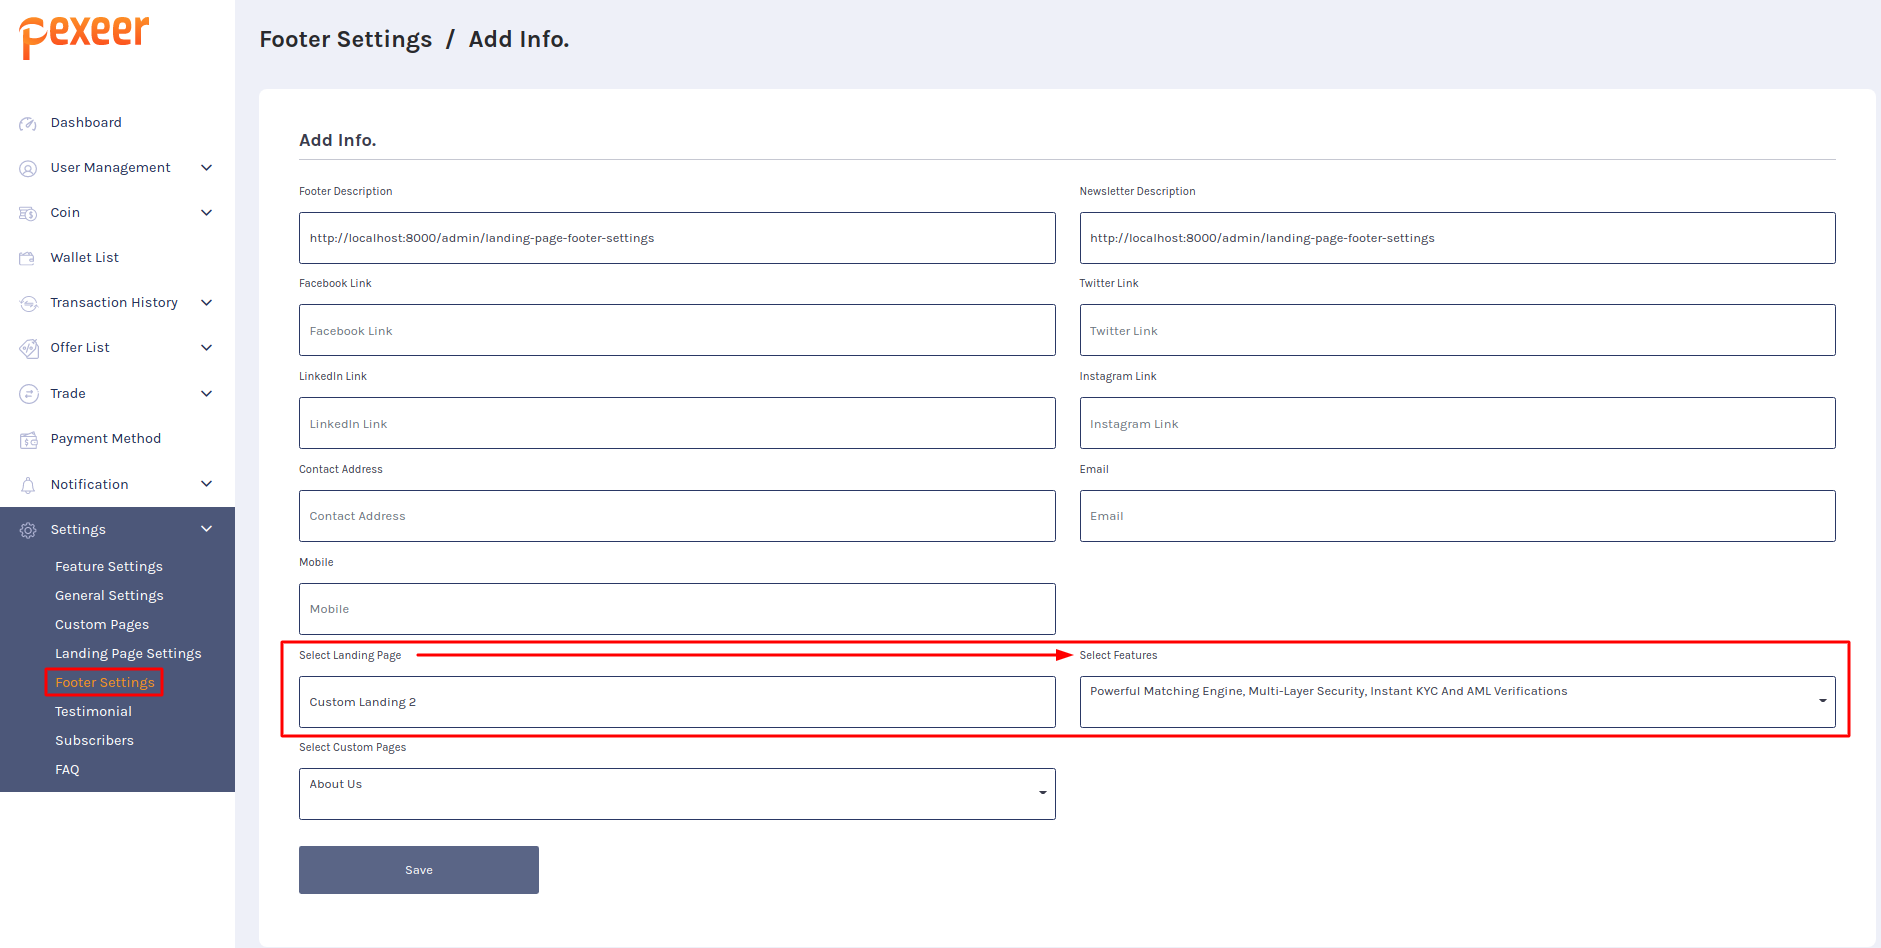 pexeer
Footer Settings / Add Info.
Dashboard
User Management
Coin
Wallet List
Transaction History
Offer List
Trade
Payment Method
Notification
Settings
Feature Settings
General Settings
Custom Pages
Landing Page Settings
Footer Settings
Testimonial
Subscribers
FAQ
Add Info.
Footer Description
Newsletter Description
http://localhost:8000/admin/landing-page-footer-settings
http://localhost:8000/admin/landing-page-footer-settings
Facebook Link
Twitter Link
Facebook Link
Twitter Link
LinkedIn Link
Instagram Link
LinkedIn Link
Instagram Link
Contact Address
Email
Contact Address
Email
Mobile
Mobile
Select Landing Page
Select Features
Custom Landing 2
Powerful Matching Engine, Multi-Layer Security, Instant KYC And AML Verifications
Select Custom Pages
About Us
Save